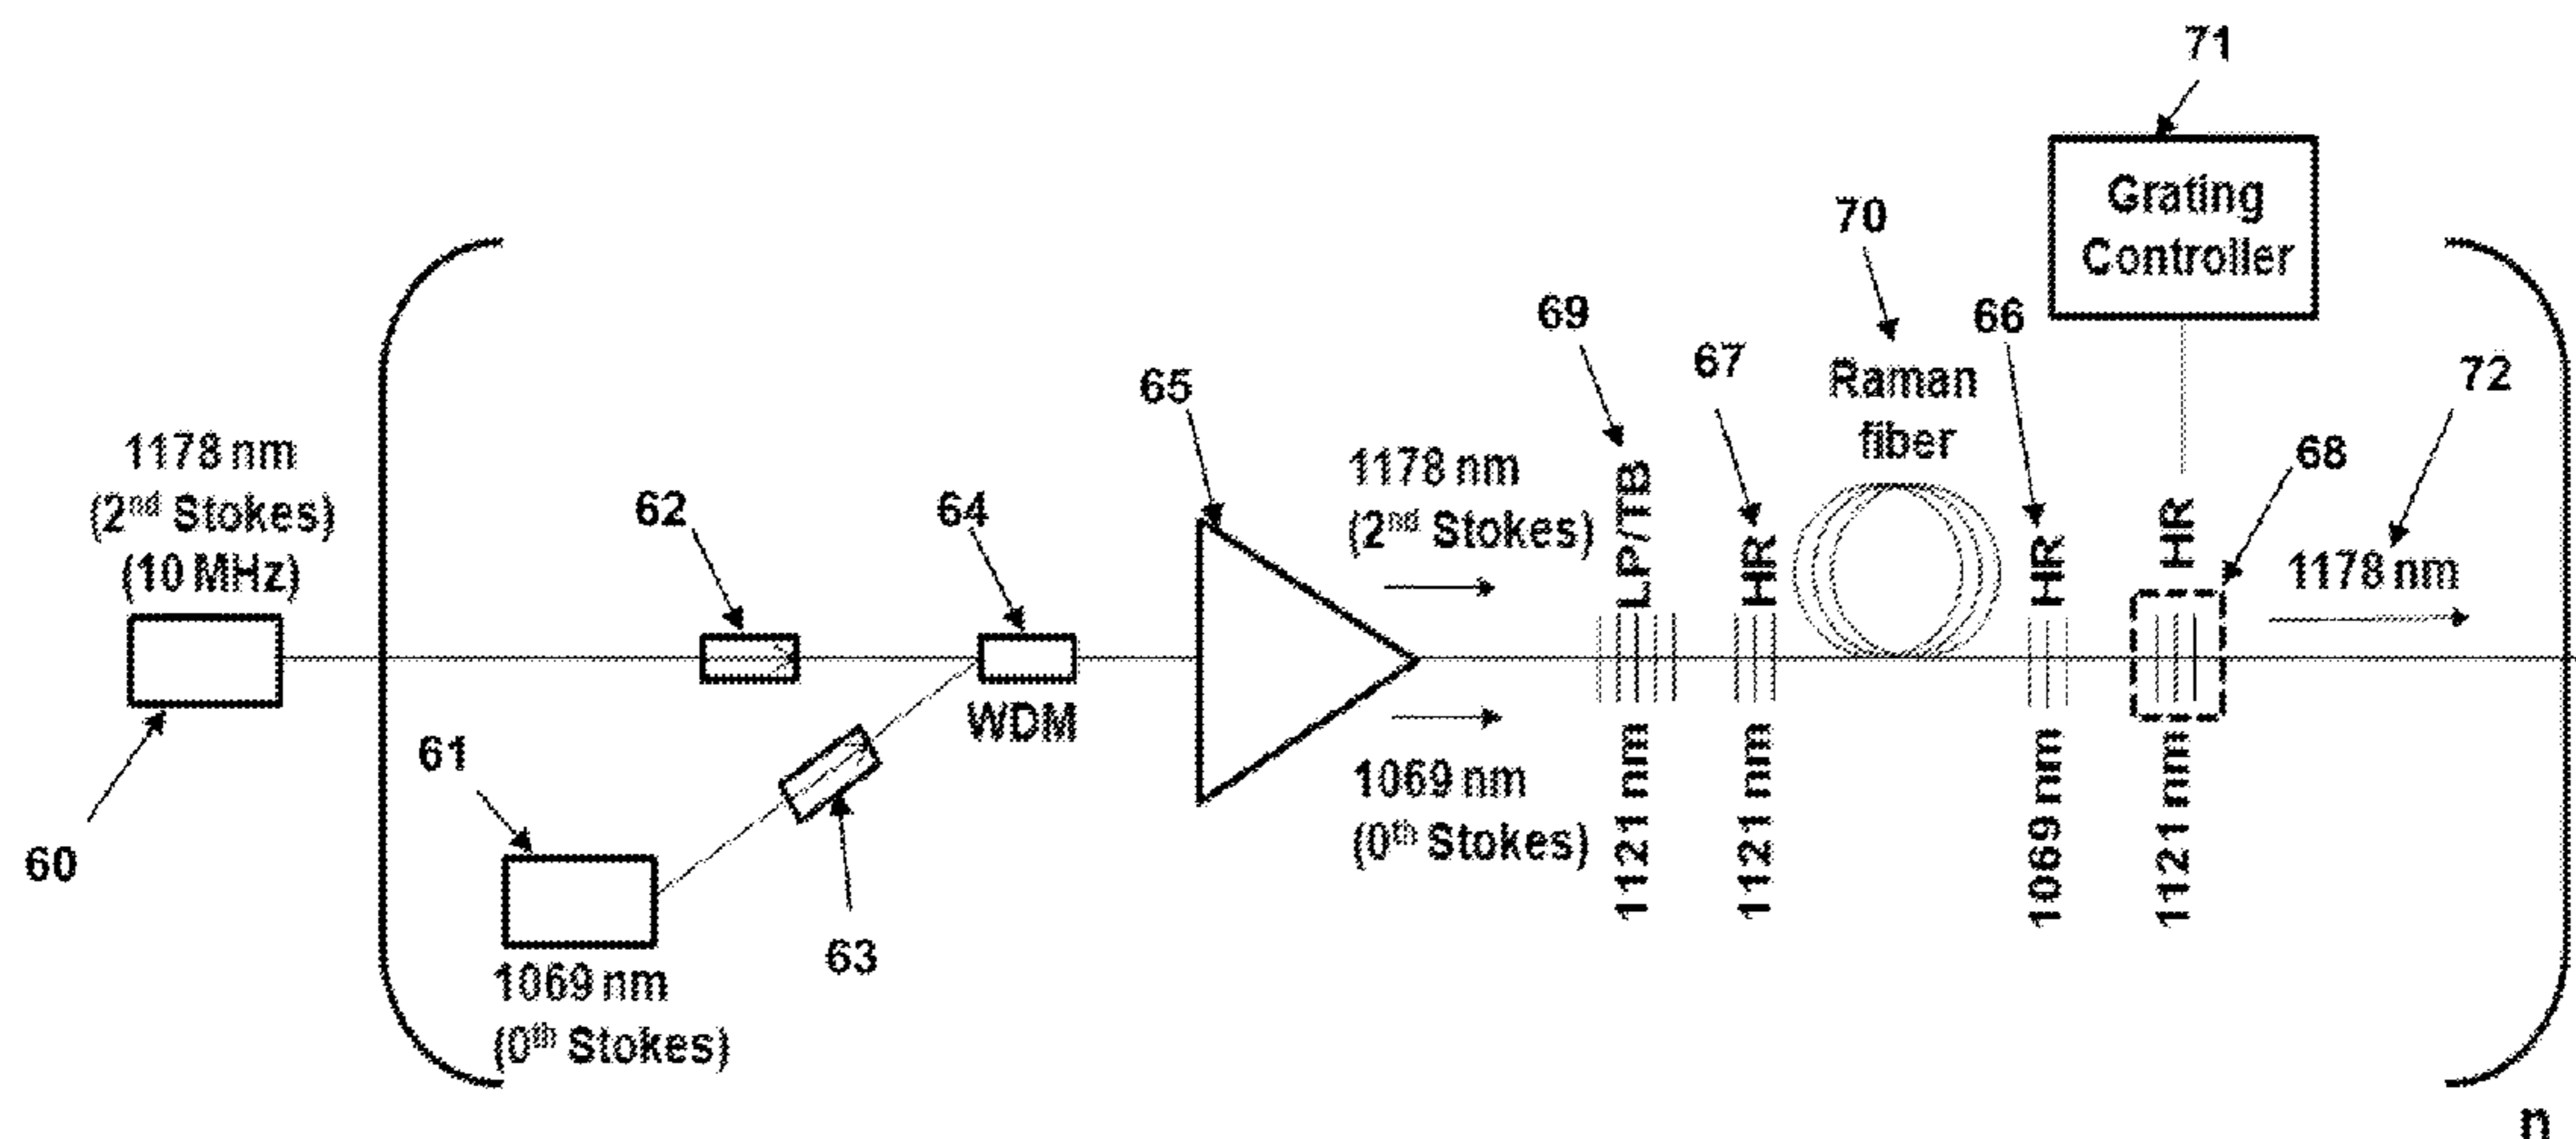 71
Grating
Controller
70
69
66
67
72
65
Raman
fiber
1178 nm
(2nd Stokes)
(10 MHz)
68
62
64
1178 nm
(2nd Stokes)
LP/TB
HR
HR
HR
1178 nm
WDM
61
1069 nm
(0th Stokes)
1121 nm
1121 nm
1069 nm
1121 nm
60
63
1069 nm
(0th Stokes)
n